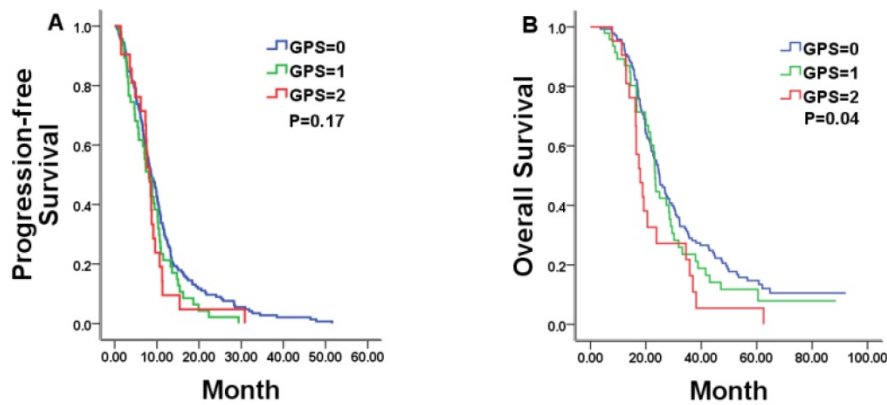 A
Progression-free
Survival
1.0
0.8
0.6
0.4
0.2
0.0
GPS=0
GPS=1
GPS=2
P=0.17
0.00 10.00 20.00 30.00 40.00 50.00 60.00
Month
B
Overall Survival
1.0
0.8
0.6
0.4
0.2
0.0
GPS=0
GPS=1
GPS=2
P=0.04
0.00 20.00 40.00 60.00 80.00 100.00
Month